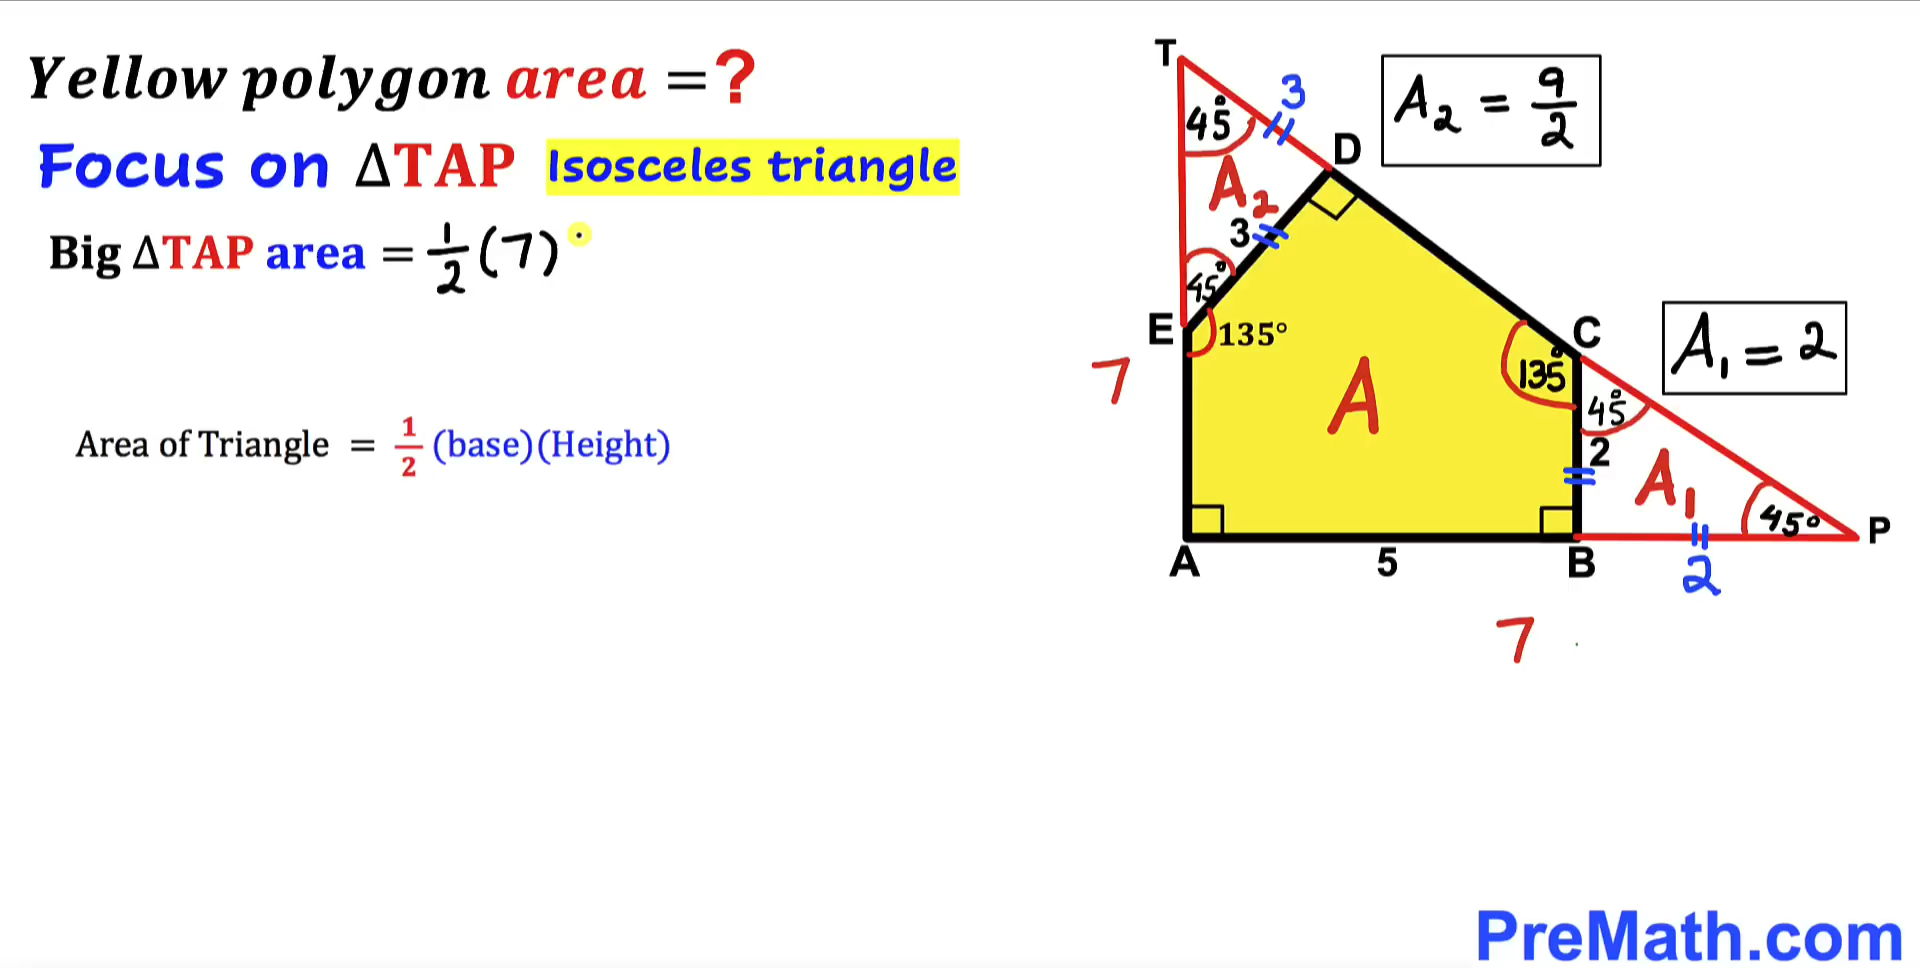 Yellow polygon area = ?
Focus on ΔTAP Isosceles triangle
Big ΔTAP area = 1/2 (7)
Area of Triangle = 1/2 (base)(Height)
T
3
45°
D
A₂ = 9/2
A₂
3
45°
E
135°
C
A₁ = 2
7
A
135°
45°
2
A₁
45°
P
A
5
B
2
7
PreMath.com